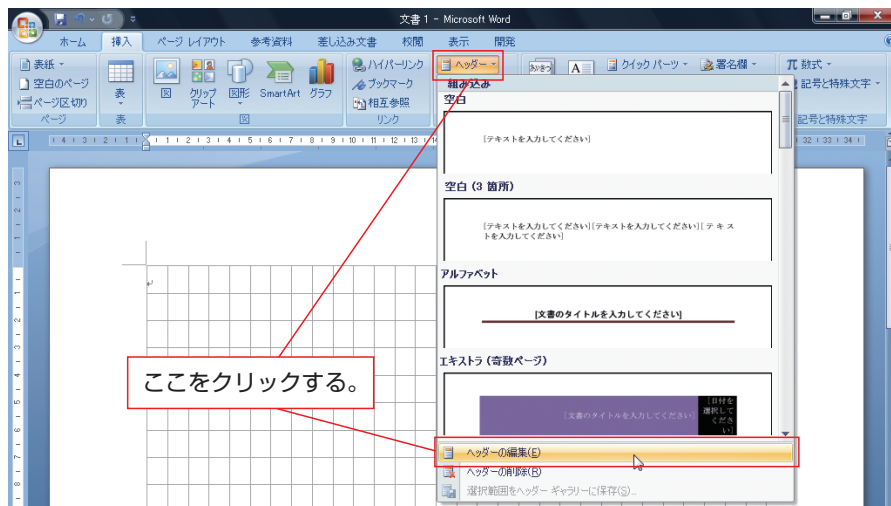 文書 1 - Microsoft Word
ホーム 挿入 ページ レイアウト 参考資料 差し込み文書 校閲 表示 開発
表紙
空白のページ
ページ区切り
ページ
表
表
図
クリップ アート
図形
SmartArt
グラフ
図
ハイパーリンク
ブックマーク
相互参照
リンク
ヘッダー
クイック パーツ
署名欄
π 数式
記号と特殊文字
記号と特殊文字
組み込み
空白
[テキストを入力してください]
空白 (3 箇所)
[テキストを入力してください][テキストを入力してください][テキス
トを入力してください]
アルファベット
[文書のタイトルを入力してください]
エキストラ (奇数ページ)
[文書のタイトルを入力してください]
[日付を
選択して
くださ
い]
ここをクリックする。
ヘッダーの編集(E)
ヘッダーの削除(R)
選択範囲をヘッダー ギャラリーに保存(S)...